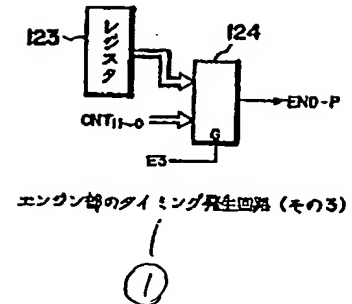 123
レジスタ
124
CNT11~0
END-P
G
E3
エンジン部のタイミング発生回路(その3)
1